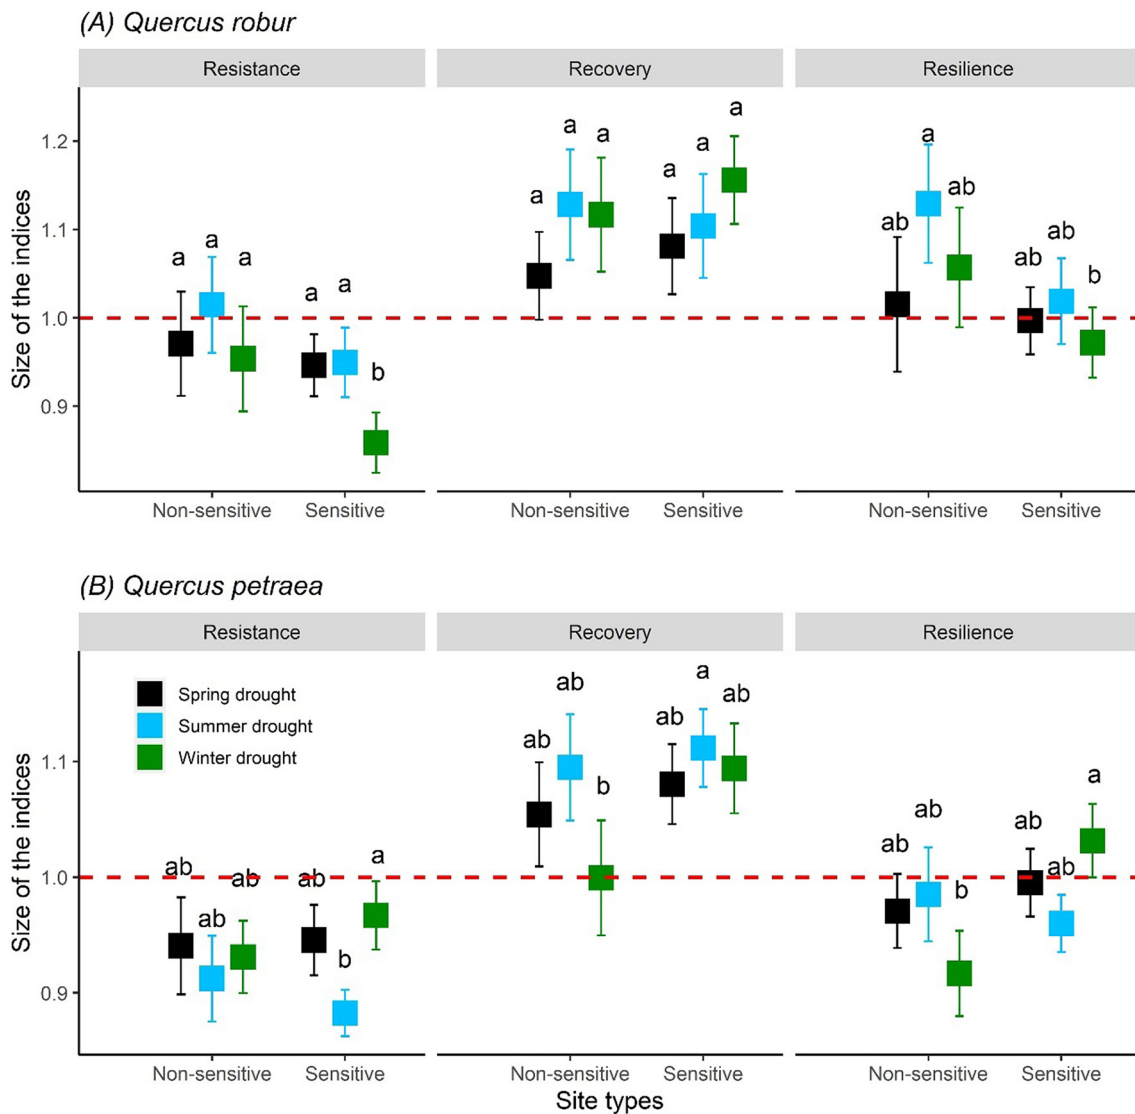 (A) Quercus robur
Resistance Recovery Resilience
a a a a a b
a a a a a a
ab a ab ab ab b
Size of the indices
1.2
1.1
1.0
0.9
Non-sensitive Sensitive Non-sensitive Sensitive Non-sensitive Sensitive
(B) Quercus petraea
Resistance Recovery Resilience
Spring drought
Summer drought
Winter drought
ab ab ab ab b a
ab ab b ab a ab
ab ab b ab ab a
Size of the indices
1.1
1.0
0.9
Non-sensitive Sensitive Non-sensitive Sensitive Non-sensitive Sensitive
Site types